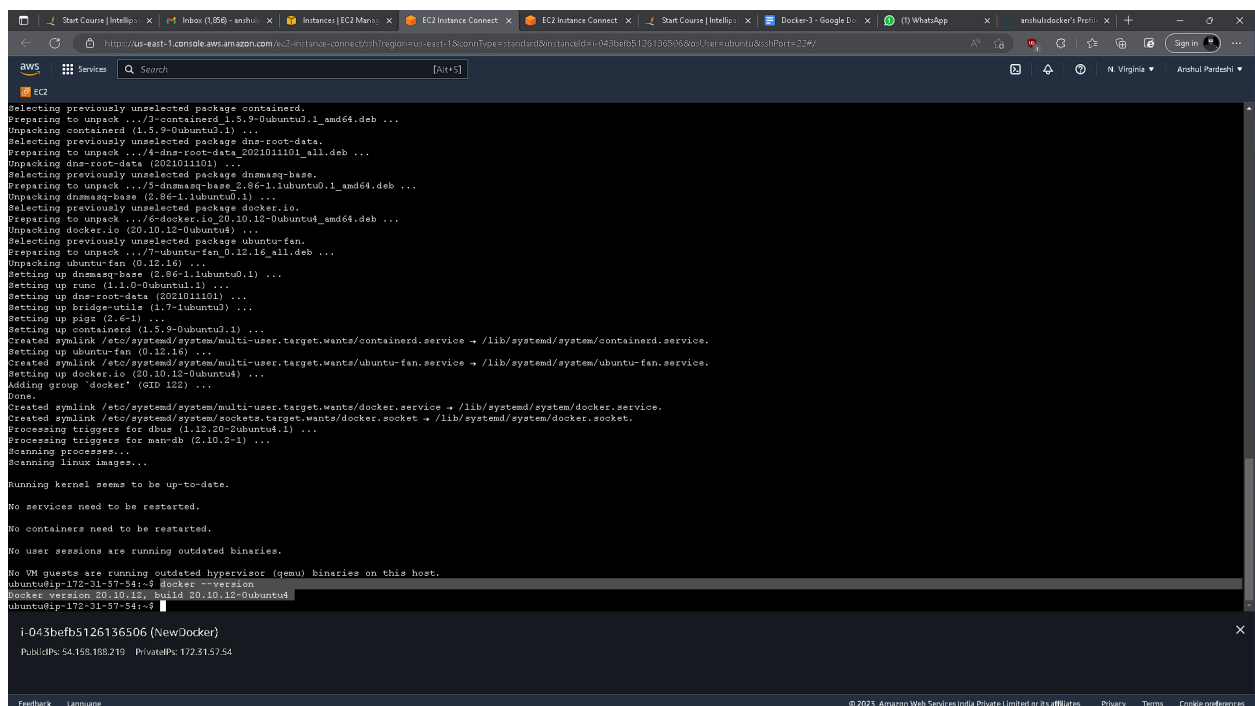 Start Course | Intellipa
Inbox (1,856) - anshul
Instances | EC2 Manag
EC2 Instance Connect
EC2 Instance Connect
Start Course | Intellipa
Docker-3 - Google Do
(1) WhatsApp
anshulsdocker's Profil
https://us-east-1.console.aws.amazon.com/ec2-instance-connect/ssh?region=us-east-1&connType=standard&instanceId=i-043befb5126136506&osUser=ubuntu&sshPort=22#/
Sign in
aws
Services
Search
[Alt+S]
N. Virginia
Anshul Pardeshi
EC2
Selecting previously unselected package containerd.
Preparing to unpack .../3-containerd_1.5.9-0ubuntu3.1_amd64.deb ...
Unpacking containerd (1.5.9-0ubuntu3.1) ...
Selecting previously unselected package dns-root-data.
Preparing to unpack .../4-dns-root-data_2021011101_all.deb ...
Unpacking dns-root-data (2021011101) ...
Selecting previously unselected package dnsmasq-base.
Preparing to unpack .../5-dnsmasq-base_2.86-1.1ubuntu0.1_amd64.deb ...
Unpacking dnsmasq-base (2.86-1.1ubuntu0.1) ...
Selecting previously unselected package docker.io.
Preparing to unpack .../6-docker.io_20.10.12-0ubuntu4_amd64.deb ...
Unpacking docker.io (20.10.12-0ubuntu4) ...
Selecting previously unselected package ubuntu-fan.
Preparing to unpack .../7-ubuntu-fan_0.12.16_all.deb ...
Unpacking ubuntu-fan (0.12.16) ...
Setting up dnsmasq-base (2.86-1.1ubuntu0.1) ...
Setting up runc (1.1.0-0ubuntu1.1) ...
Setting up dns-root-data (2021011101) ...
Setting up bridge-utils (1.7-1ubuntu3) ...
Setting up pigz (2.6-1) ...
Setting up containerd (1.5.9-0ubuntu3.1) ...
Created symlink /etc/systemd/system/multi-user.target.wants/containerd.service → /lib/systemd/system/containerd.service.
Setting up ubuntu-fan (0.12.16) ...
Created symlink /etc/systemd/system/multi-user.target.wants/ubuntu-fan.service → /lib/systemd/system/ubuntu-fan.service.
Setting up docker.io (20.10.12-0ubuntu4) ...
Adding group `docker' (GID 122) ...
Done.
Created symlink /etc/systemd/system/multi-user.target.wants/docker.service → /lib/systemd/system/docker.service.
Created symlink /etc/systemd/system/sockets.target.wants/docker.socket → /lib/systemd/system/docker.socket.
Processing triggers for dbus (1.12.20-2ubuntu4.1) ...
Processing triggers for man-db (2.10.2-1) ...
Scanning processes...
Scanning linux images...
Running kernel seems to be up-to-date.
No services need to be restarted.
No containers need to be restarted.
No user sessions are running outdated binaries.
No VM guests are running outdated hypervisor (qemu) binaries on this host.
ubuntu@ip-172-31-57-54:~$ docker --version
Docker version 20.10.12, build 20.10.12-0ubuntu4
ubuntu@ip-172-31-57-54:~$
i-043befb5126136506 (NewDocker)
PublicIPs: 54.158.188.219 PrivateIPs: 172.31.57.54
Feedback Language
© 2023, Amazon Web Services India Private Limited or its affiliates. Privacy Terms Cookie preferences